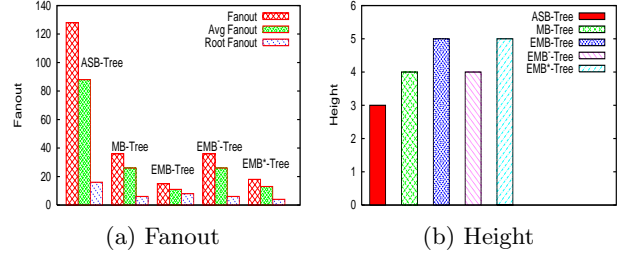 Fanout
Avg Fanout
Root Fanout
140
120
100
80
60
40
20
0
Fanout
ASB-Tree
MB-Tree
EMB-Tree
EMB⁻-Tree
EMB*-Tree
(a) Fanout
ASB-Tree
MB-Tree
EMB-Tree
EMB⁻-Tree
EMB*-Tree
6
5
4
3
2
1
0
Height
(b) Height